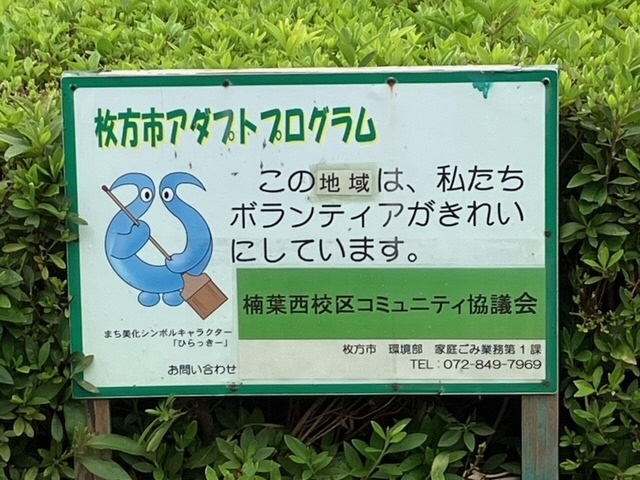 枚方市アダプトプログラム
この地域は、私たち
ボランティアがきれい
にしています。
楠葉西校区コミュニティ協議会
まち美化シンボルキャラクター
「ひらっきー」
お問い合わせ
枚方市 環境部 家庭ごみ業務第1課
TEL:072-849-7969